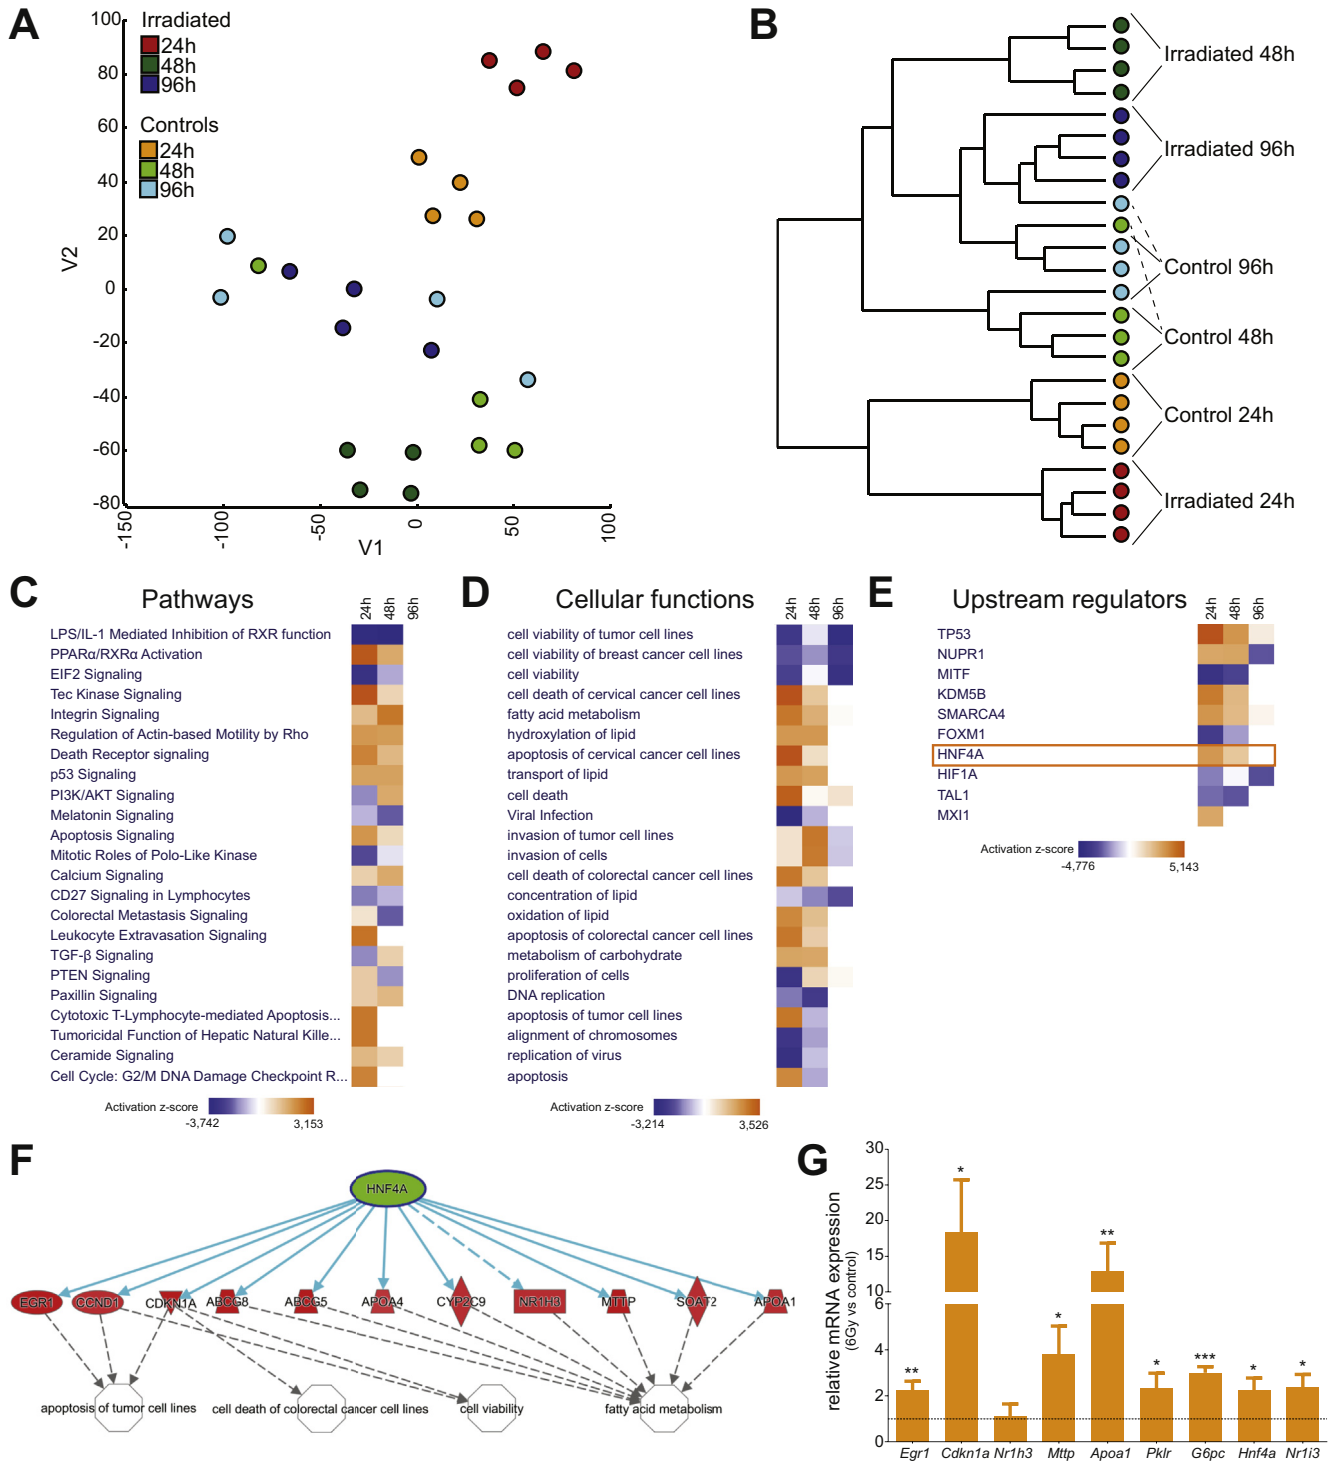 A
Irradiated
24h
48h
96h
Controls
24h
48h
96h
100
80
60
40
20
0
-20
-40
-60
-80
V2
-150
-100
-50
0
50
100
V1
B
Irradiated 48h
Irradiated 96h
Control 96h
Control 48h
Control 24h
Irradiated 24h
C
Pathways
24h
48h
96h
LPS/IL-1 Mediated Inhibition of RXR function
PPARα/RXRα Activation
EIF2 Signaling
Tec Kinase Signaling
Integrin Signaling
Regulation of Actin-based Motility by Rho
Death Receptor signaling
p53 Signaling
PI3K/AKT Signaling
Melatonin Signaling
Apoptosis Signaling
Mitotic Roles of Polo-Like Kinase
Calcium Signaling
CD27 Signaling in Lymphocytes
Colorectal Metastasis Signaling
Leukocyte Extravasation Signaling
TGF-β Signaling
PTEN Signaling
Paxillin Signaling
Cytotoxic T-Lymphocyte-mediated Apoptosis...
Tumoricidal Function of Hepatic Natural Kille...
Ceramide Signaling
Cell Cycle: G2/M DNA Damage Checkpoint R...
Activation z-score
-3,742
3,153
D
Cellular functions
24h
48h
96h
cell viability of tumor cell lines
cell viability of breast cancer cell lines
cell viability
cell death of cervical cancer cell lines
fatty acid metabolism
hydroxylation of lipid
apoptosis of cervical cancer cell lines
transport of lipid
cell death
Viral Infection
invasion of tumor cell lines
invasion of cells
cell death of colorectal cancer cell lines
concentration of lipid
oxidation of lipid
apoptosis of colorectal cancer cell lines
metabolism of carbohydrate
proliferation of cells
DNA replication
apoptosis of tumor cell lines
alignment of chromosomes
replication of virus
apoptosis
Activation z-score
-3,214
3,526
E
Upstream regulators
24h
48h
96h
TP53
NUPR1
MITF
KDM5B
SMARCA4
FOXM1
HNF4A
HIF1A
TAL1
MXI1
Activation z-score
-4,776
5,143
F
HNF4A
EGR1
CCND1
CDKN1A
ABCG8
ABCG5
APOA4
CYP2C9
NR1H3
MTTP
SOAT2
APOA1
apoptosis of tumor cell lines
cell death of colorectal cancer cell lines
cell viability
fatty acid metabolism
G
relative mRNA expression
(6Gy vs control)
30
25
20
15
10
6
4
2
0
**
*
*
**
*
***
*
*
Egr1
Cdkn1a
Nr1h3
Mttp
Apoa1
Pklr
G6pc
Hnf4a
Nr1i3